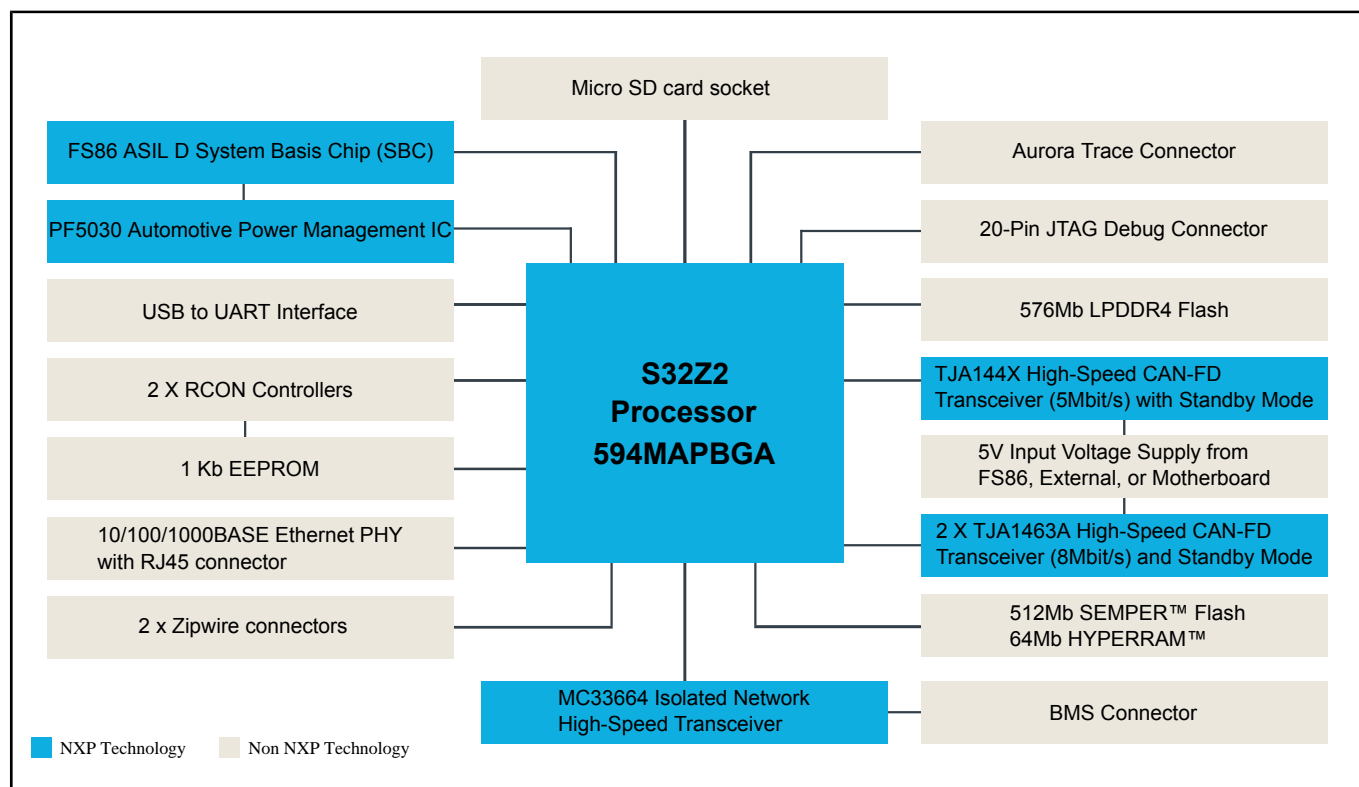 Micro SD card socket
FS86 ASIL D System Basis Chip (SBC)
PF5030 Automotive Power Management IC
USB to UART Interface
2 X RCON Controllers
1 Kb EEPROM
10/100/1000BASE Ethernet PHY
with RJ45 connector
2 x Zipwire connectors
S32Z2
Processor
594MAPBGA
Aurora Trace Connector
20-Pin JTAG Debug Connector
576Mb LPDDR4 Flash
TJA144X High-Speed CAN-FD
Transceiver (5Mbit/s) with Standby Mode
5V Input Voltage Supply from
FS86, External, or Motherboard
2 X TJA1463A High-Speed CAN-FD
Transceiver (8Mbit/s) and Standby Mode
512Mb SEMPER™ Flash
64Mb HYPERRAM™
MC33664 Isolated Network
High-Speed Transceiver
BMS Connector
NXP Technology
Non NXP Technology